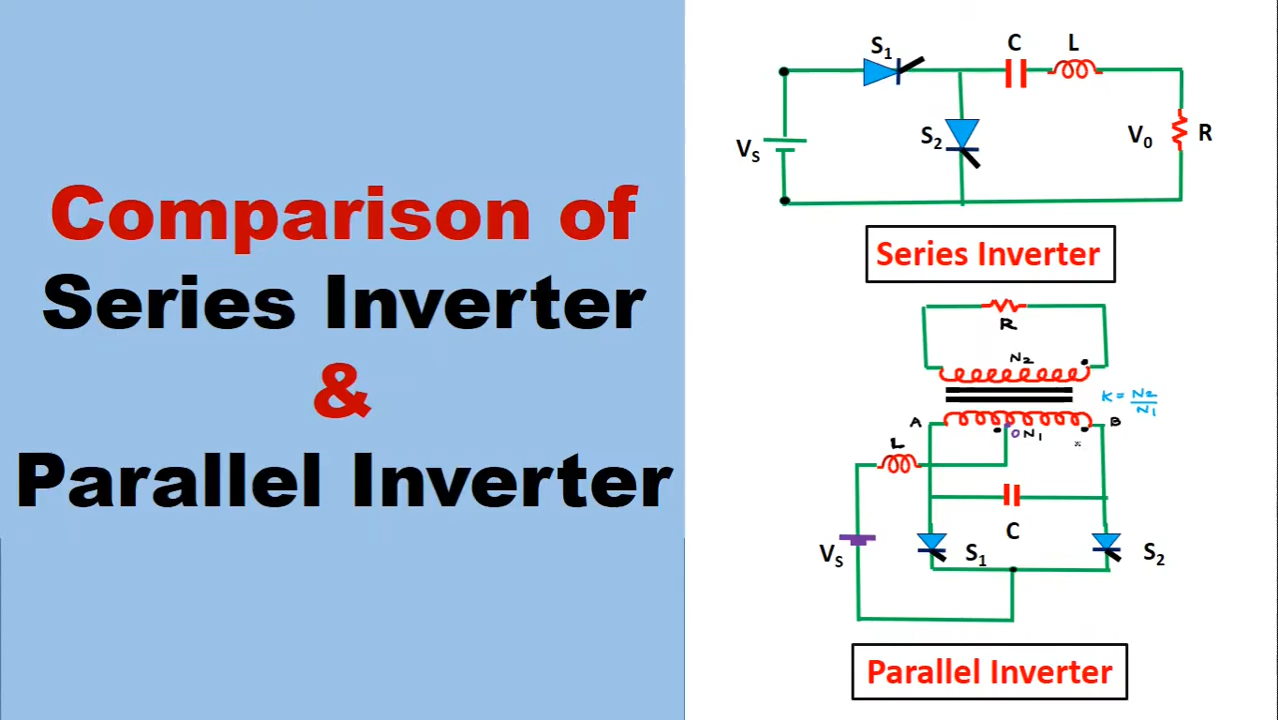 Comparison of
Series Inverter
&
Parallel Inverter
S1
C
L
VS
S2
V0
R
Series Inverter
R
N2
K = N2/N1
A
B
O N1
L
C
VS
S1
S2
Parallel Inverter